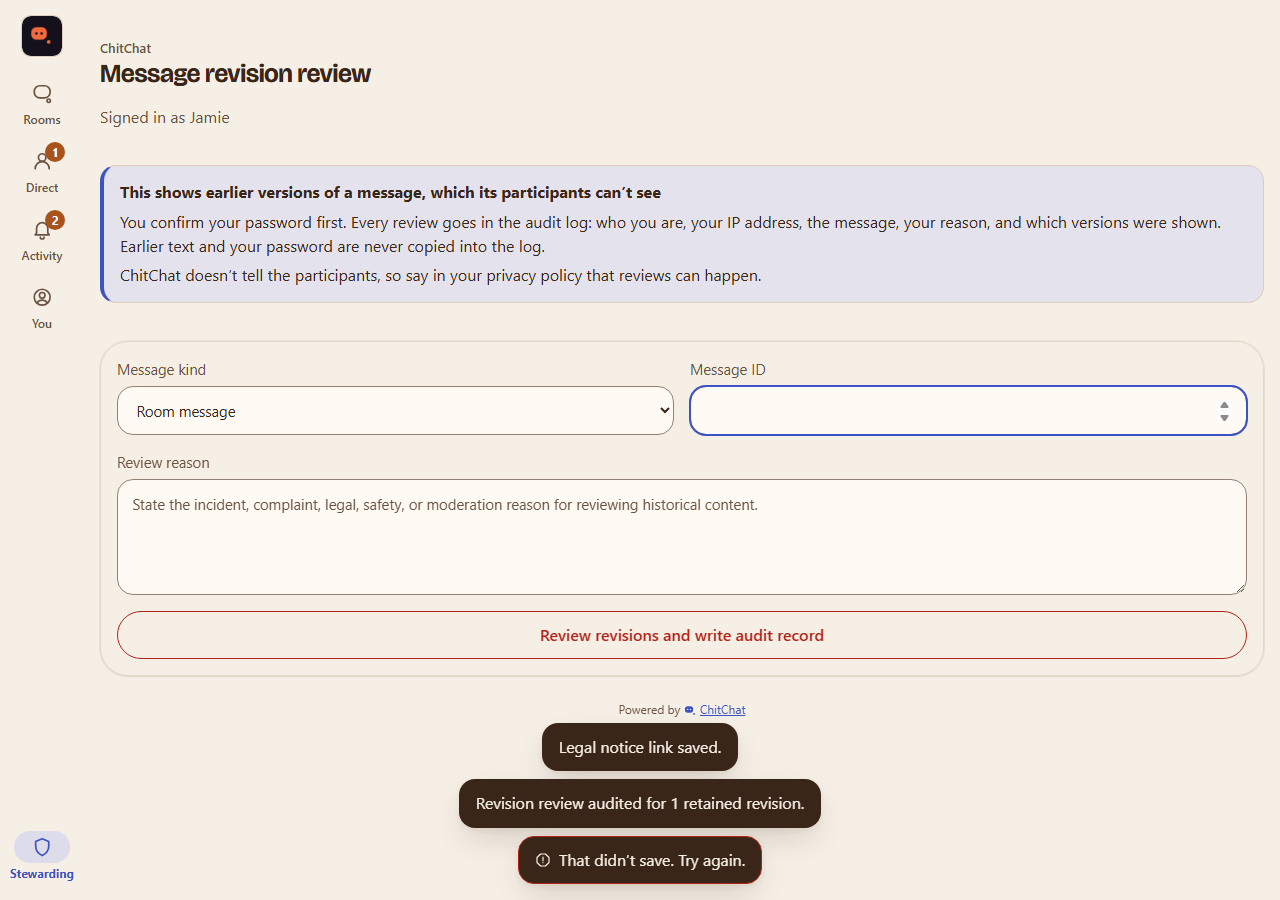 ChitChat
Message revision review
Signed in as Jamie
Rooms
1
Direct
2
Activity
You
This shows earlier versions of a message, which its participants can’t see
You confirm your password first. Every review goes in the audit log: who you are, your IP address, the message, your reason, and which versions were shown.
Earlier text and your password are never copied into the log.
ChitChat doesn’t tell the participants, so say in your privacy policy that reviews can happen.
Message kind
Message ID
Room message
Review reason
State the incident, complaint, legal, safety, or moderation reason for reviewing historical content.
Review revisions and write audit record
Powered by ChitChat
Legal notice link saved.
Revision review audited for 1 retained revision.
That didn’t save. Try again.
Stewarding